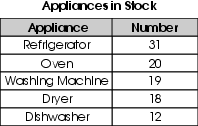 Appliances in Stock
Appliance Number
Refrigerator 31
Oven 20
Washing Machine 19
Dryer 18
Dishwasher 12